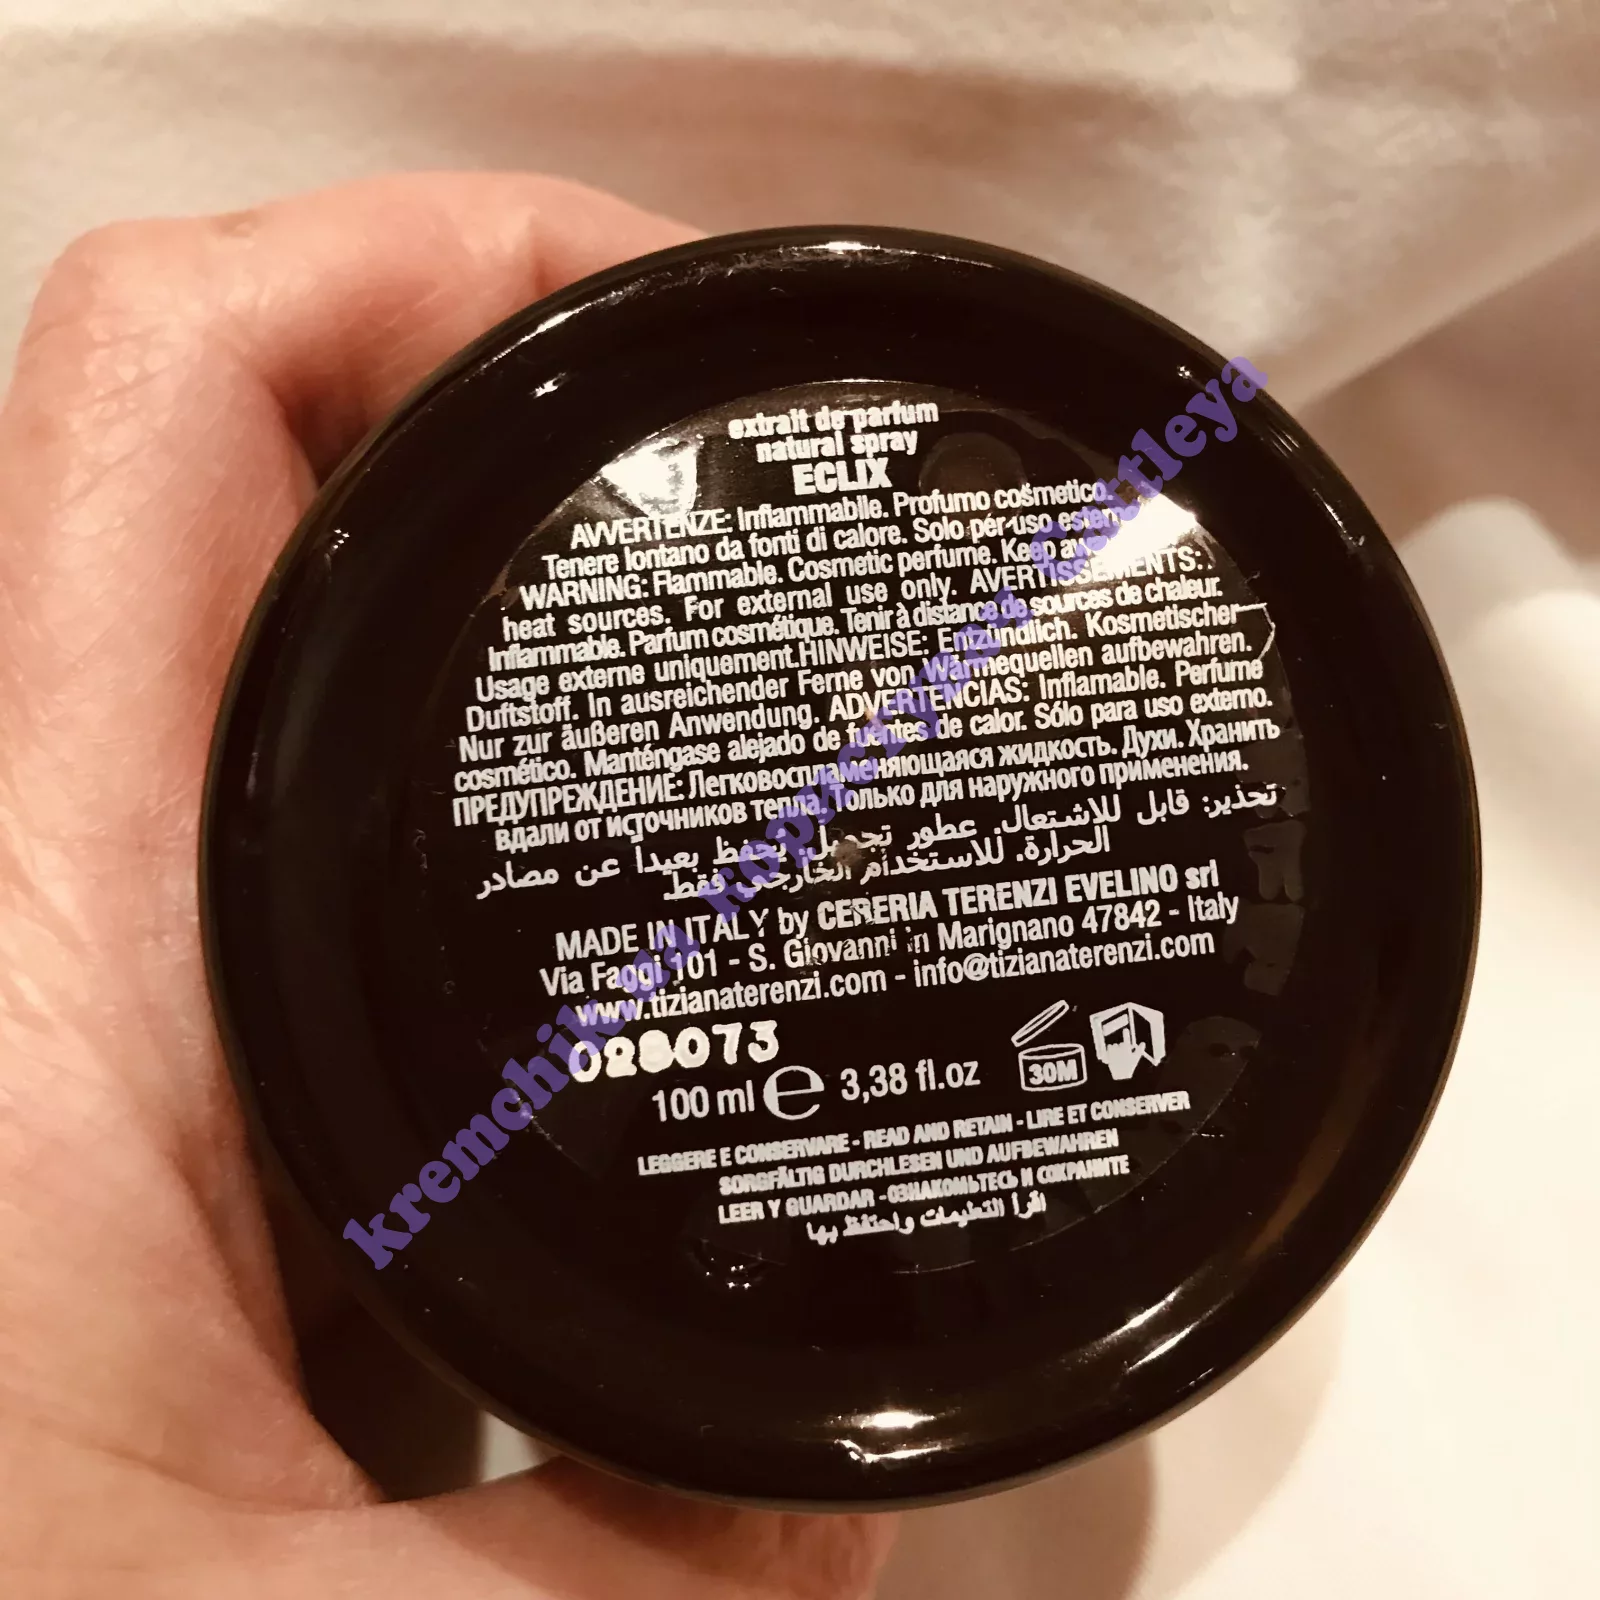 extrait de parfum
natural spray
ECLIX
AVVERTENZE: Infiammabile. Profumo cosmetico.
Tenere lontano da fonti di calore. Solo per uso
WARNING: Flammable. Cosmetic perfume. Keep
heat sources. For external use only. AVERTISSEMENTS:
Inflammable. Parfum cosmétique. Tenir à distance de sources de chaleur.
Usage externe uniquement.HINWEISE: Entzündlich. Kosmetischer
Duftstoff. In ausreichender Ferne von Wärmequellen aufbewahren.
Nur zur äußeren Anwendung. ADVERTENCIAS: Inflamable. Perfume
cosmético. Manténgase alejado de fuentes de calor. Sólo para uso externo.
ПРЕДУПРЕЖДЕНИЕ: Легковоспламеняющаяся жидкость. Духи. Хранить
вдали от источников тепла. Только для наружного применения.
تحذير: قابل للاشتعال. عطور تجميل. تحفظ بعيداً عن مصادر
الحرارة. للاستخدام الخارجي فقط
MADE IN ITALY by CERERIA TERENZI EVELINO srl
Via Faggi 101 - S. Giovanni in Marignano 47842 - Italy
www.tizianaterenzi.com - info@tizianaterenzi.com
028073
100 ml e 3,38 fl.oz
30M
LEGGERE E CONSERVARE - READ AND RETAIN - LIRE ET CONSERVER
SORGFÄLTIG DURCHLESEN UND AUFBEWAHREN
LEER Y GUARDAR - ОЗНАКОМЬТЕСЬ И СОХРАНИТЕ
اقرأ التعليمات واحتفظ بها
kremchik.ua користувач Cattleya